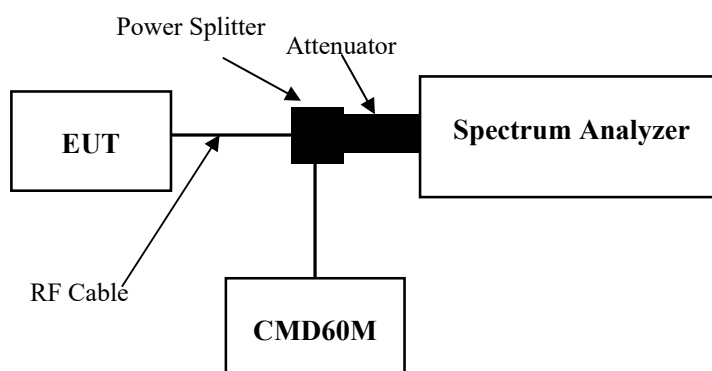 Power Splitter
Attenuator
EUT
Spectrum Analyzer
RF Cable
CMD60M